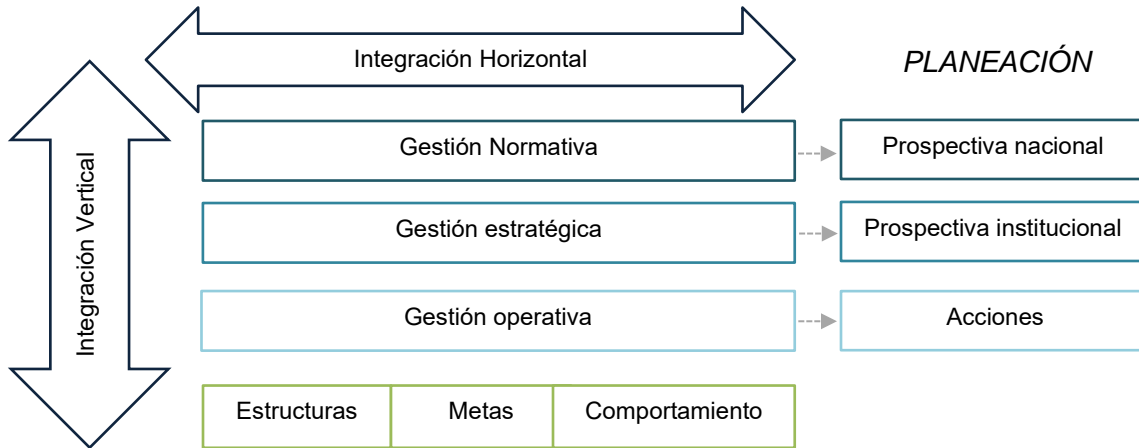 Integración Horizontal
PLANEACIÓN
Integración Vertical
Gestión Normativa
Prospectiva nacional
Gestión estratégica
Prospectiva institucional
Gestión operativa
Acciones
Estructuras
Metas
Comportamiento